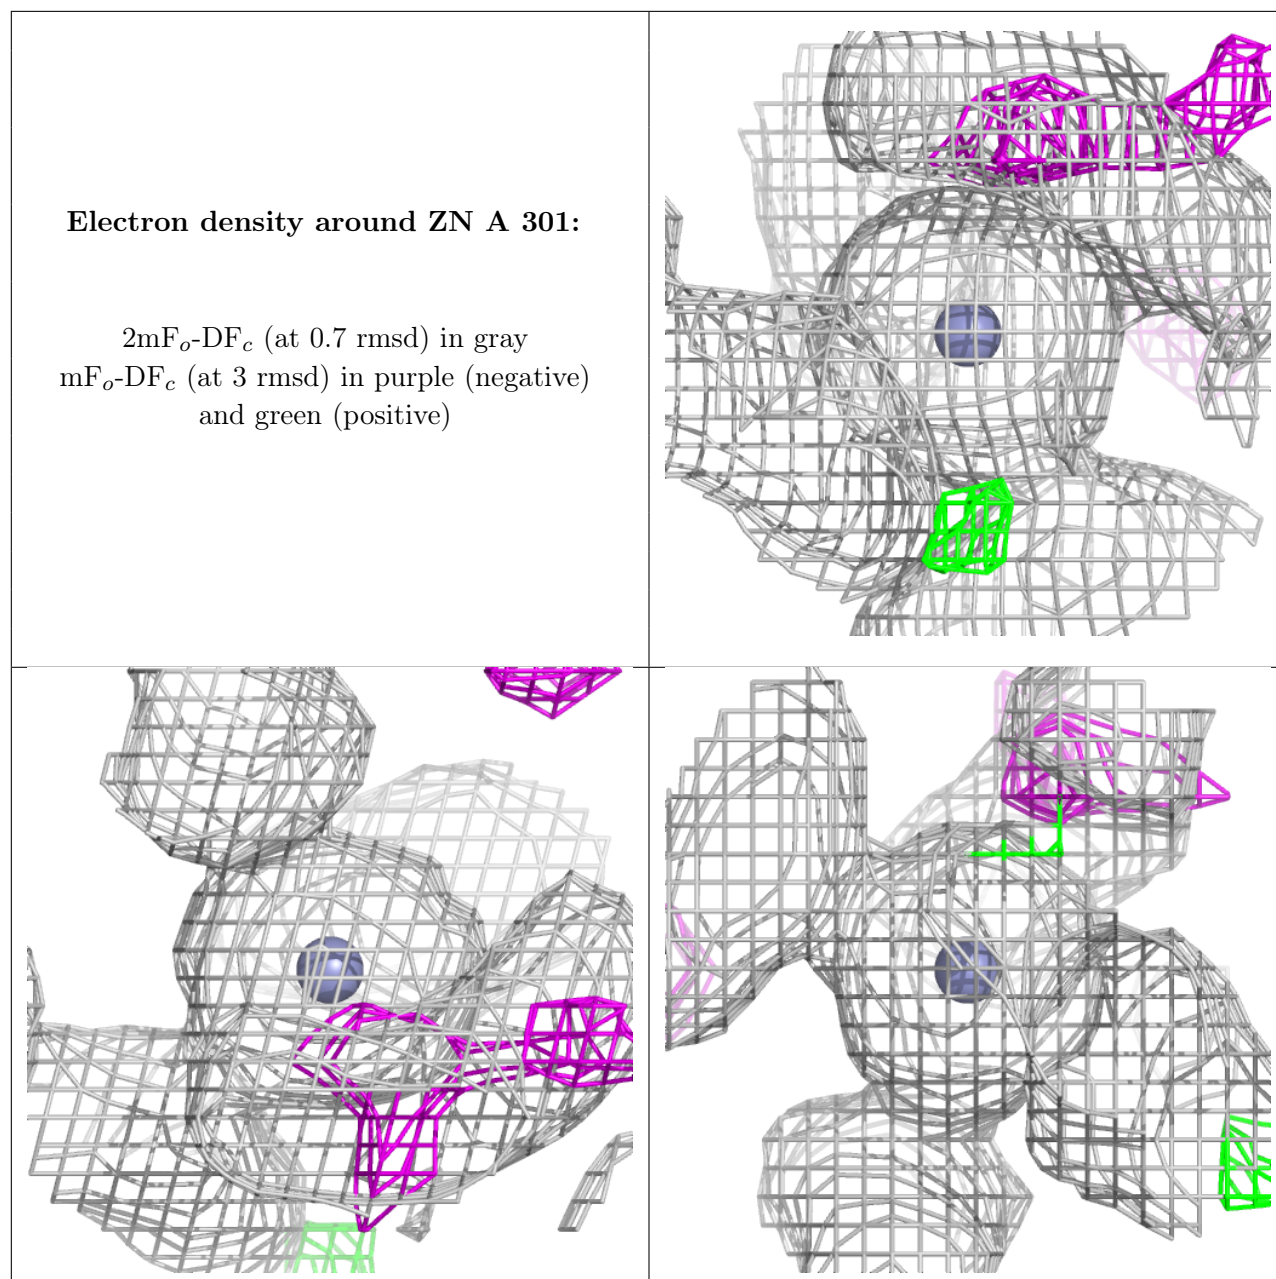 Electron density around ZN A 301:
2mFo-DFc (at 0.7 rmsd) in gray
mFo-DFc (at 3 rmsd) in purple (negative)
and green (positive)